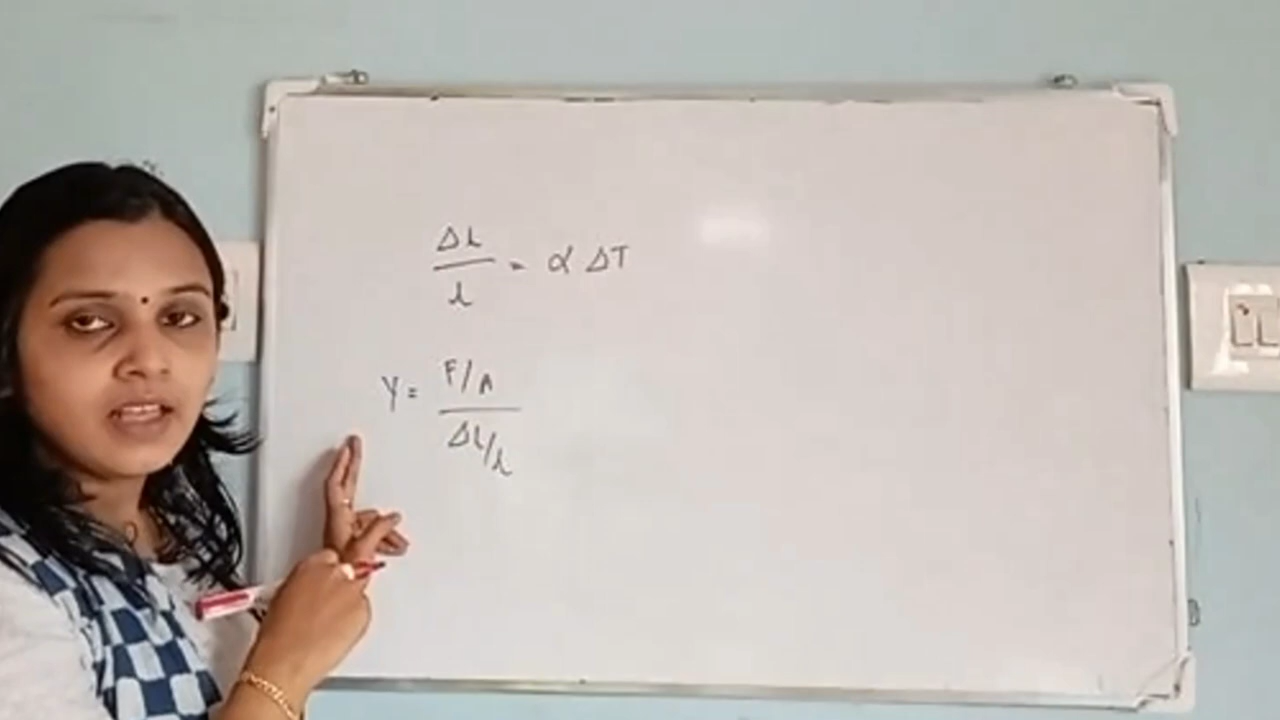 Δl/l = α ΔT
Y = F/A / Δl/l